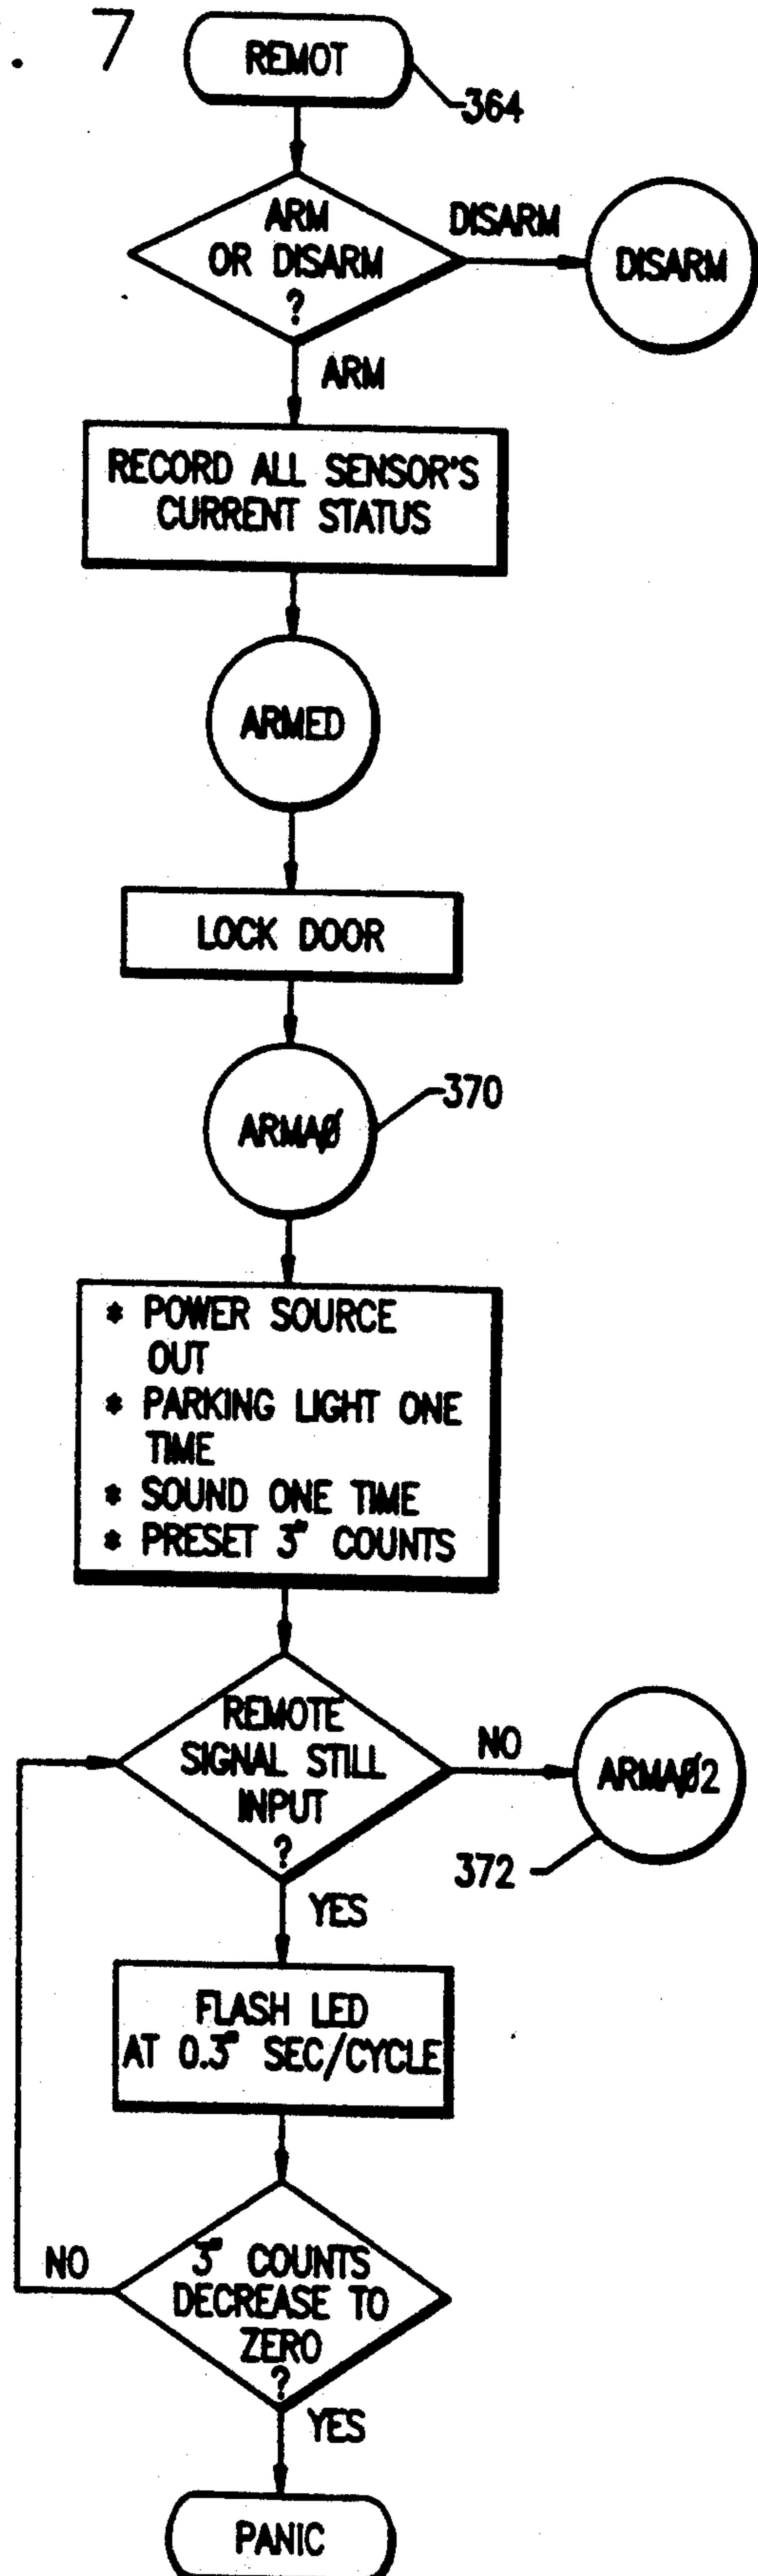 . 7
REMOT
364
ARM
OR DISARM
?
DISARM
DISARM
ARM
RECORD ALL SENSOR'S
CURRENT STATUS
ARMED
LOCK DOOR
ARMAØ
370
* POWER SOURCE
OUT
* PARKING LIGHT ONE
TIME
* SOUND ONE TIME
* PRESET 3" COUNTS
REMOTE
SIGNAL STILL
INPUT
?
NO
ARMAØ2
372
YES
FLASH LED
AT 0.3" SEC/CYCLE
3" COUNTS
DECREASE TO
ZERO
?
NO
YES
PANIC